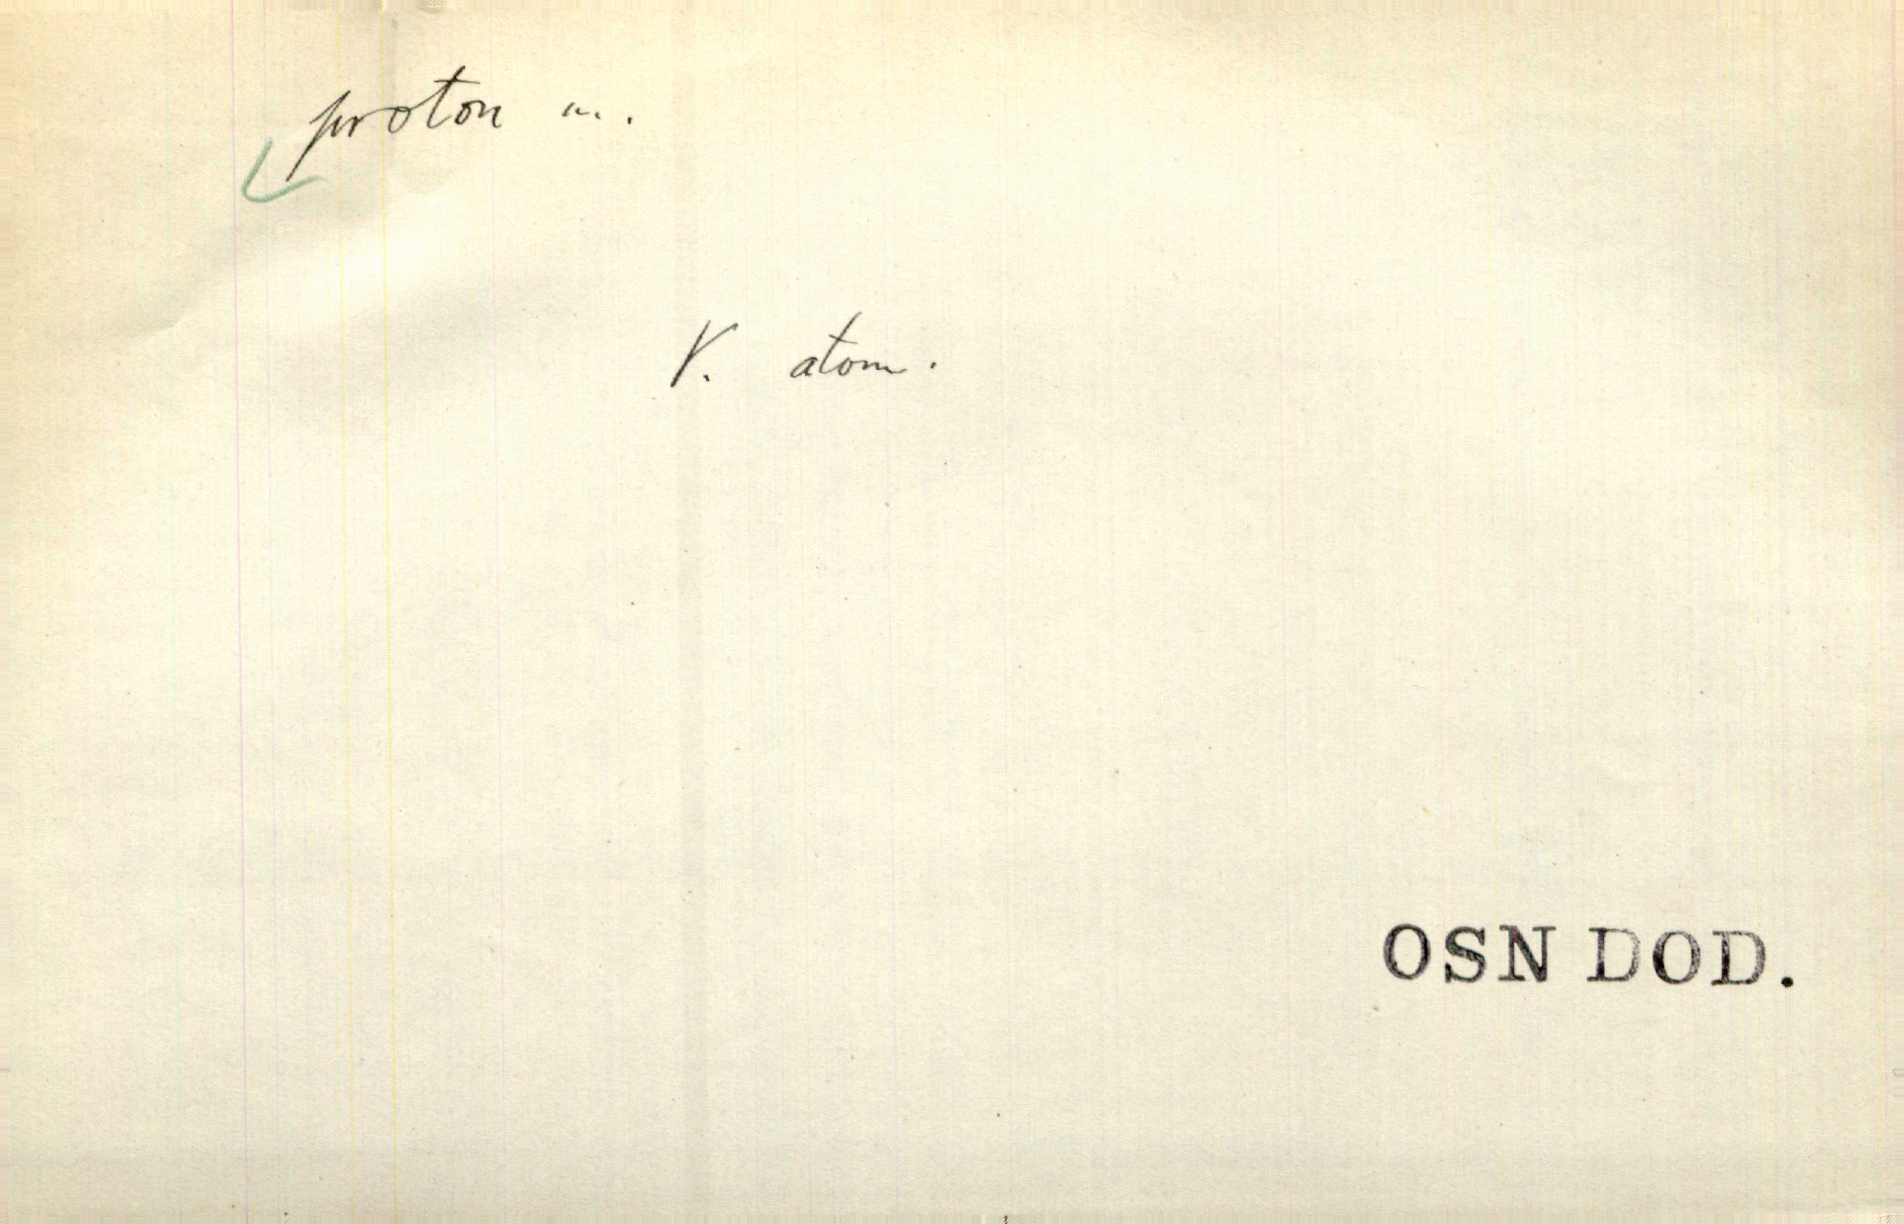 proton m.
V. atom.
OSN DOD.